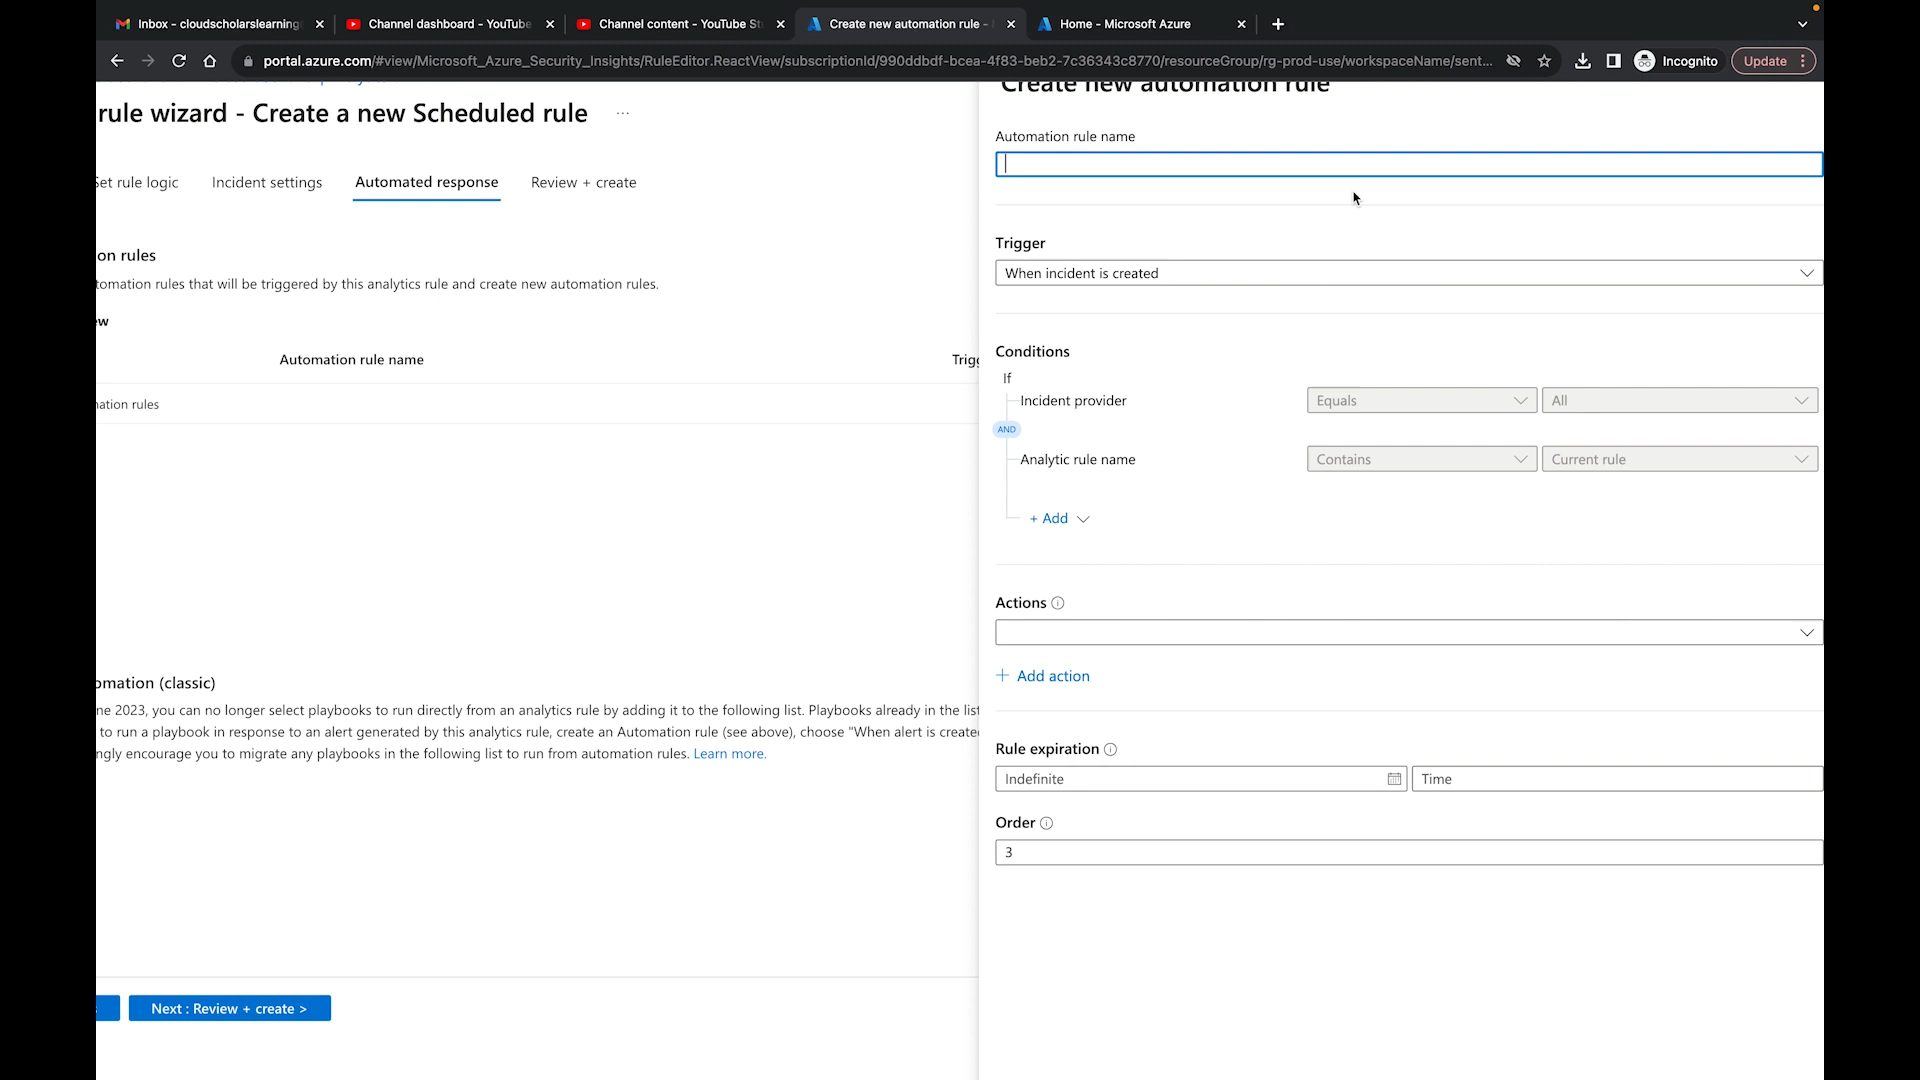 Inbox - cloudscholarslearning
Channel dashboard - YouTube
Channel content - YouTube St
Create new automation rule -
Home - Microsoft Azure
portal.azure.com/#view/Microsoft_Azure_Security_Insights/RuleEditor.ReactView/subscriptionId/990ddbdf-bcea-4f83-beb2-7c36343c8770/resourceGroup/rg-prod-use/workspaceName/sent...
Incognito
Update
rule wizard - Create a new Scheduled rule
...
Set rule logic
Incident settings
Automated response
Review + create
on rules
tomation rules that will be triggered by this analytics rule and create new automation rules.
ew
Automation rule name
Trigg
nation rules
omation (classic)
ne 2023, you can no longer select playbooks to run directly from an analytics rule by adding it to the following list. Playbooks already in the list
to run a playbook in response to an alert generated by this analytics rule, create an Automation rule (see above), choose "When alert is create
ngly encourage you to migrate any playbooks in the following list to run from automation rules. Learn more.
Next : Review + create >
Create new automation rule
Automation rule name
Trigger
When incident is created
Conditions
If
Incident provider
Equals
All
AND
Analytic rule name
Contains
Current rule
+ Add
Actions
+ Add action
Rule expiration
Indefinite
Time
Order
3